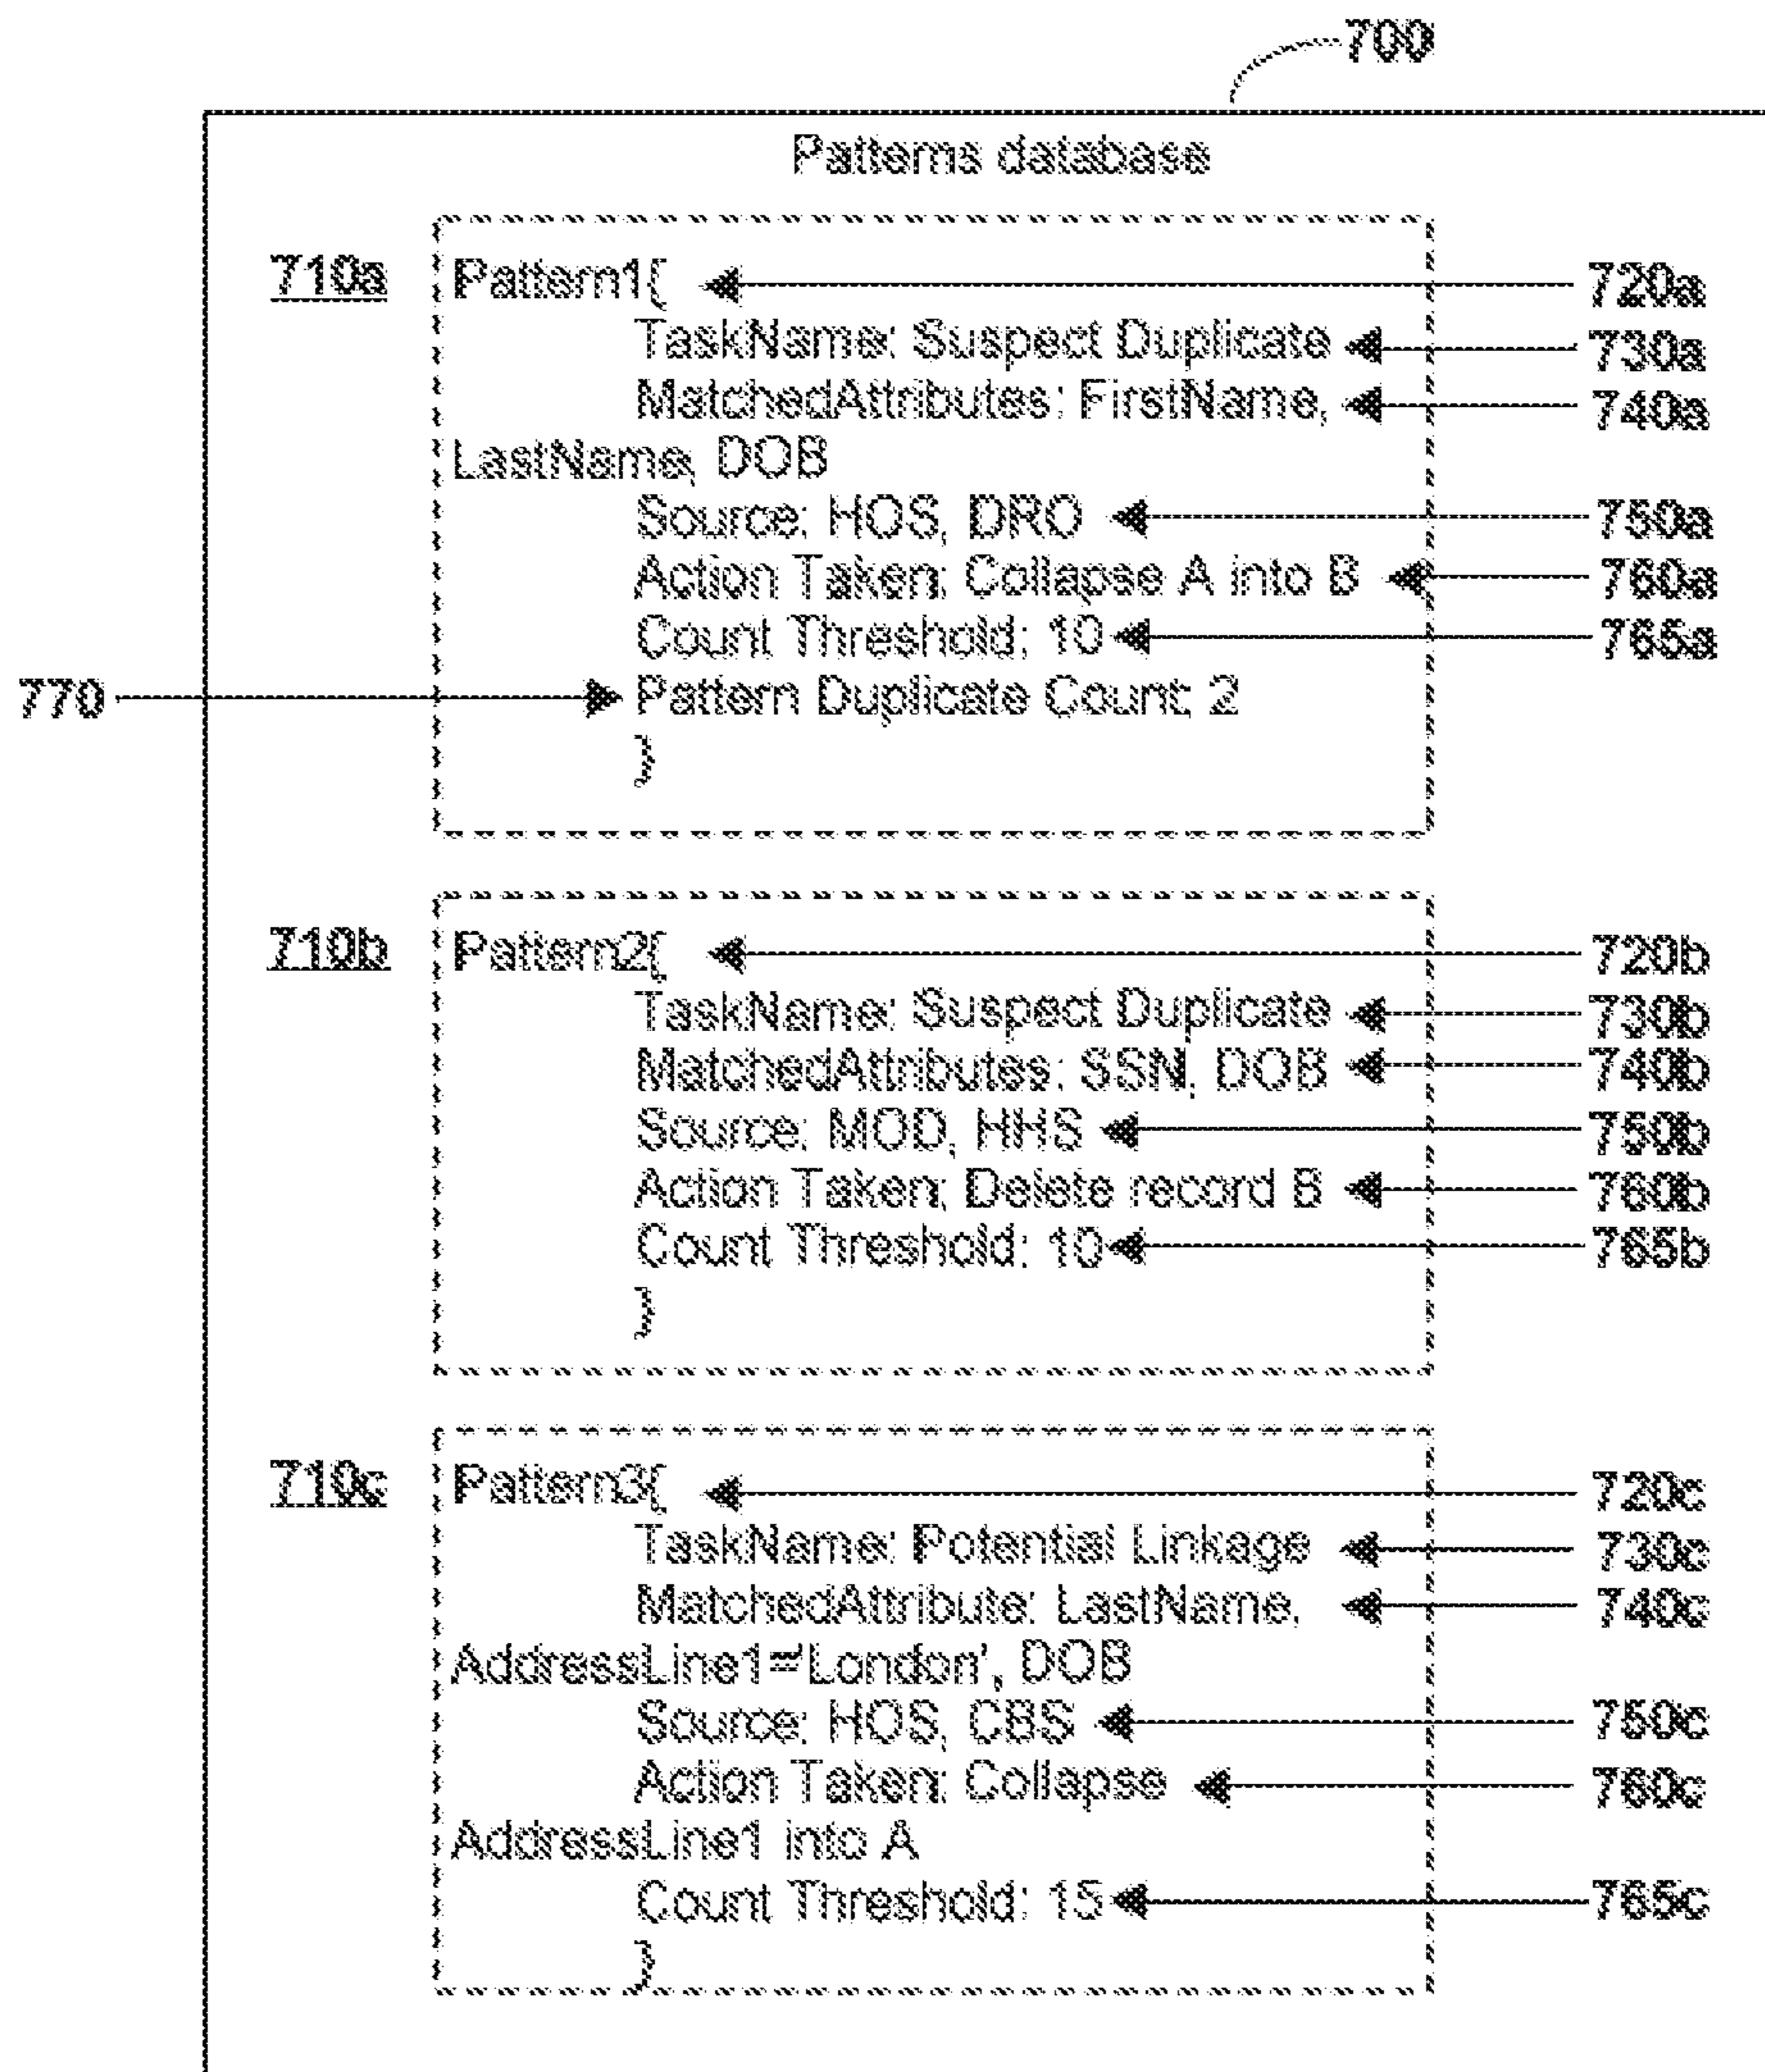 700
Patterns database
710a Pattern1{ 720a
TaskName: Suspect Duplicate 730a
MatchedAttributes: FirstName, 740a
LastName, DOB
Source: HOS, DRO 750a
Action Taken: Collapse A into B 760a
Count Threshold: 10 765a
770 Pattern Duplicate Count: 2
}
710b Pattern2{ 720b
TaskName: Suspect Duplicate 730b
MatchedAttributes: SSN, DOB 740b
Source: MOD, HHS 750b
Action Taken: Delete record B 760b
Count Threshold: 10 765b
}
710c Pattern3{ 720c
TaskName: Potential Linkage 730c
MatchedAttribute: LastName, 740c
AddressLine1='London', DOB
Source: HOS, CBS 750c
Action Taken: Collapse 760c
AddressLine1 into A
Count Threshold: 15 765c
}